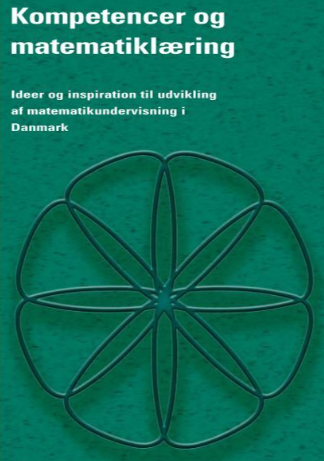 Kompetencer og
matematiklæring
Ideer og inspiration til udvikling
af matematikundervisning i
Danmark